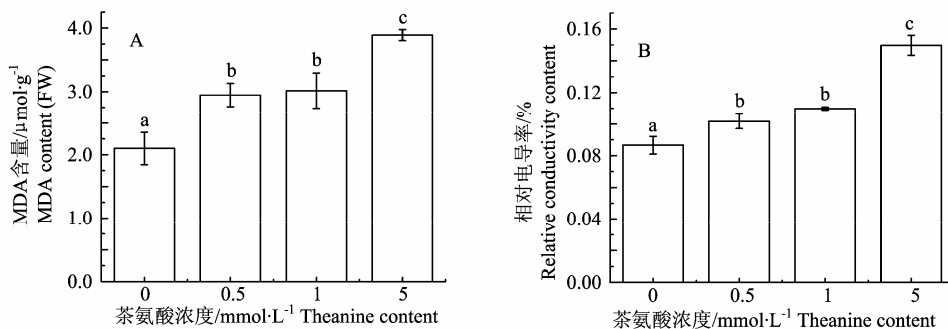 A
MDA含量/μmol·g⁻¹
MDA content (FW)
4.0
3.0
2.0
1.0
0.0
a
b
b
c
0
0.5
1
5
茶氨酸浓度/mmol·L⁻¹ Theanine content
B
相对电导率/%
Relative conductivity content
0.16
0.12
0.08
0.04
0.00
a
b
b
c
0
0.5
1
5
茶氨酸浓度/mmol·L⁻¹ Theanine content